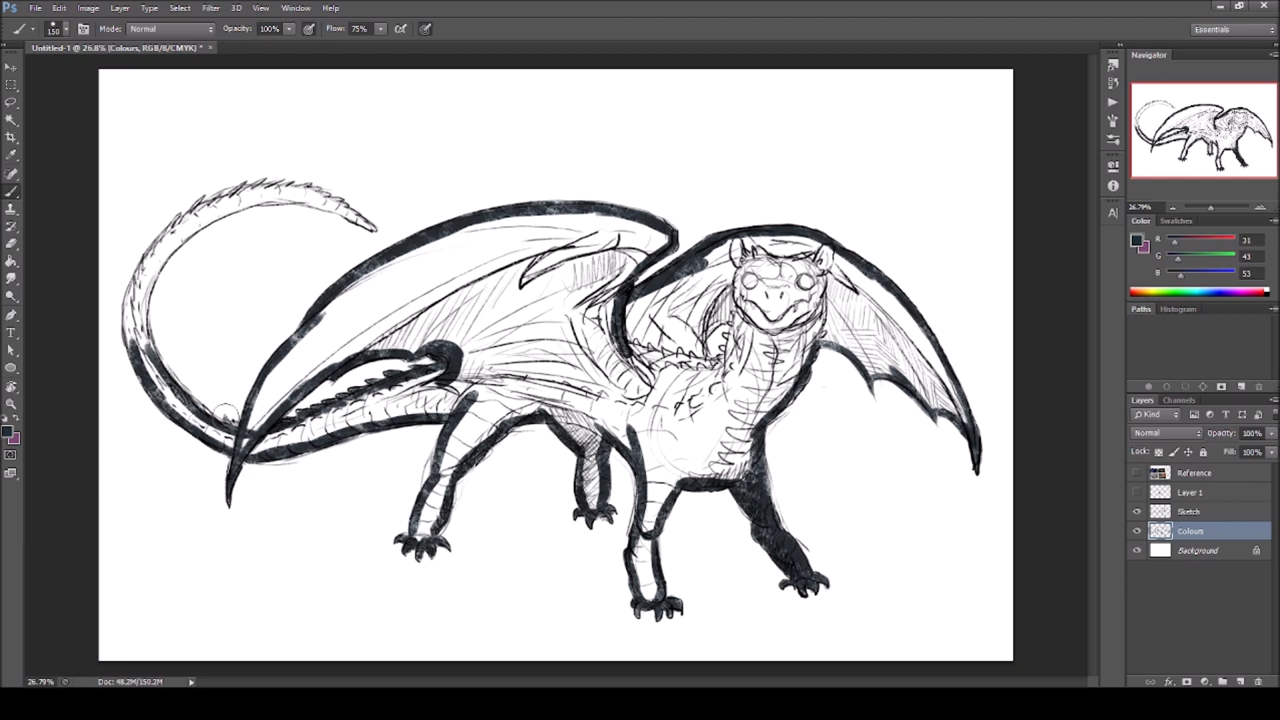 Ps File Edit Image Layer Type Select Filter 3D View Window Help
150 Mode: Normal Opacity: 100% Flow: 75% Essentials
Untitled-1 @ 26.8% (Colours, RGB/8/CMYK) * ×
Navigator
26.79%
Color Swatches
R 31
G 43
B 53
Paths Histogram
Layers Channels
Kind
Normal Opacity: 100%
Lock: Fill: 100%
Reference
Layer 1
Sketch
Colours
Background
26.79% Doc: 48.2M/150.2M